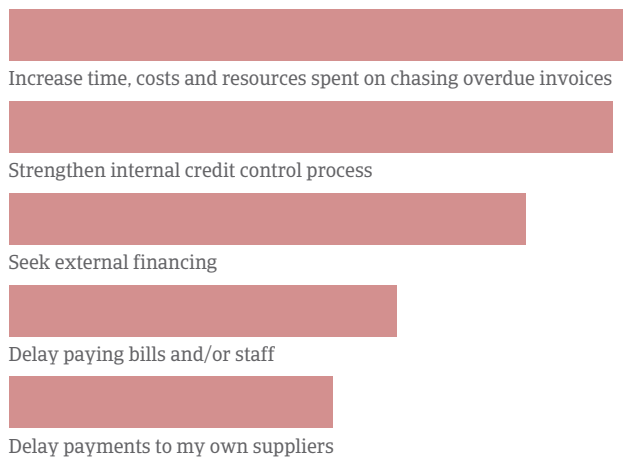 Increase time, costs and resources spent on chasing overdue invoices
Strengthen internal credit control process
Seek external financing
Delay paying bills and/or staff
Delay payments to my own suppliers